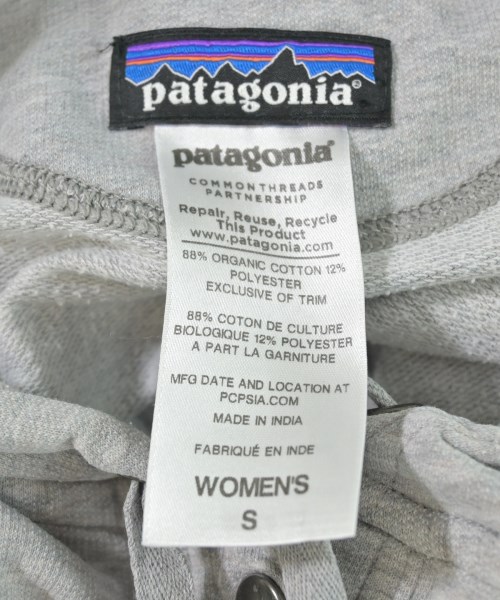 patagonia®
patagonia®
COMMON THREADS
PARTNERSHIP
Repair, Reuse, Recycle
This Product
www.patagonia.com
88% ORGANIC COTTON 12%
POLYESTER
EXCLUSIVE OF TRIM
88% COTON DE CULTURE
BIOLOGIQUE 12% POLYESTER
A PART LA GARNITURE
MFG DATE AND LOCATION AT
PCPSIA.COM
MADE IN INDIA
FABRIQUÉ EN INDE
WOMEN'S
S